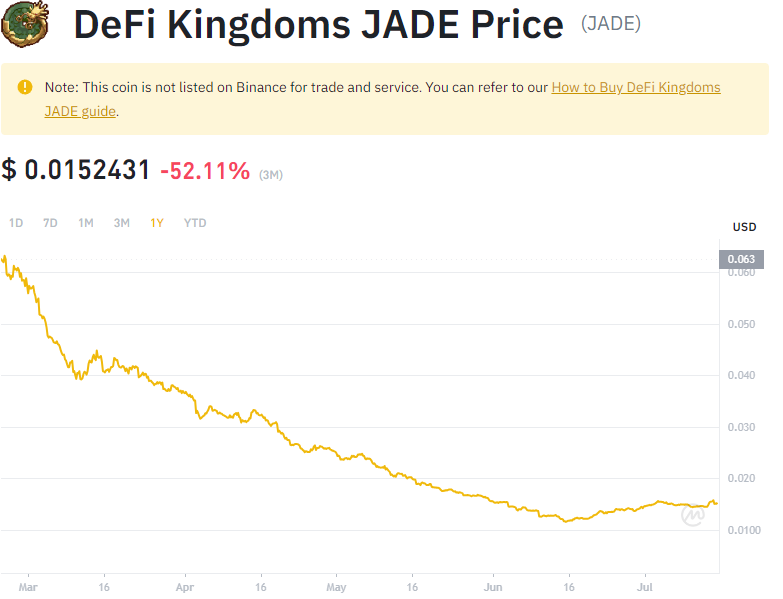 DeFi Kingdoms JADE Price (JADE)
Note: This coin is not listed on Binance for trade and service. You can refer to our How to Buy DeFi Kingdoms
JADE guide.
$ 0.0152431 -52.11% (3M)
1D 7D 1M 3M 1Y YTD
USD
0.063
0.060
0.050
0.040
0.030
0.020
0.0100
Mar 16 Apr 16 May 16 Jun 16 Jul